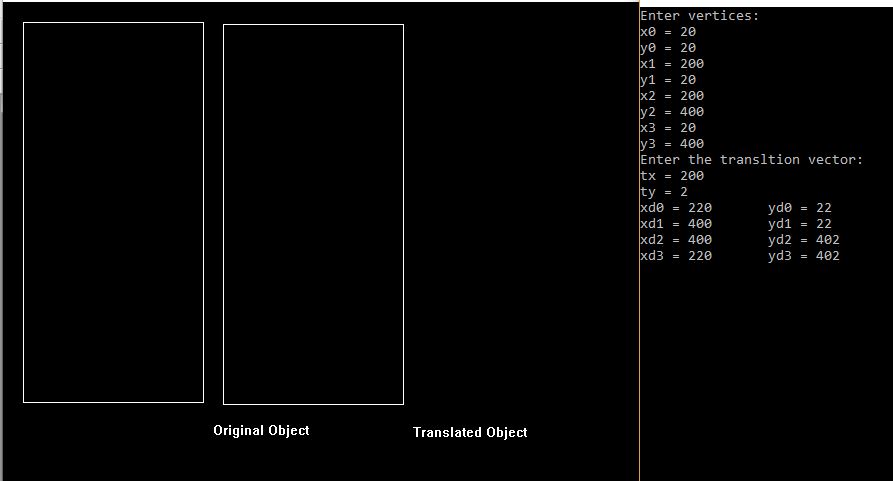 Enter vertices:
x0 = 20
y0 = 20
x1 = 200
y1 = 20
x2 = 200
y2 = 400
x3 = 20
y3 = 400
Enter the transltion vector:
tx = 200
ty = 2
xd0 = 220 yd0 = 22
xd1 = 400 yd1 = 22
xd2 = 400 yd2 = 402
xd3 = 220 yd3 = 402
Original Object
Translated Object